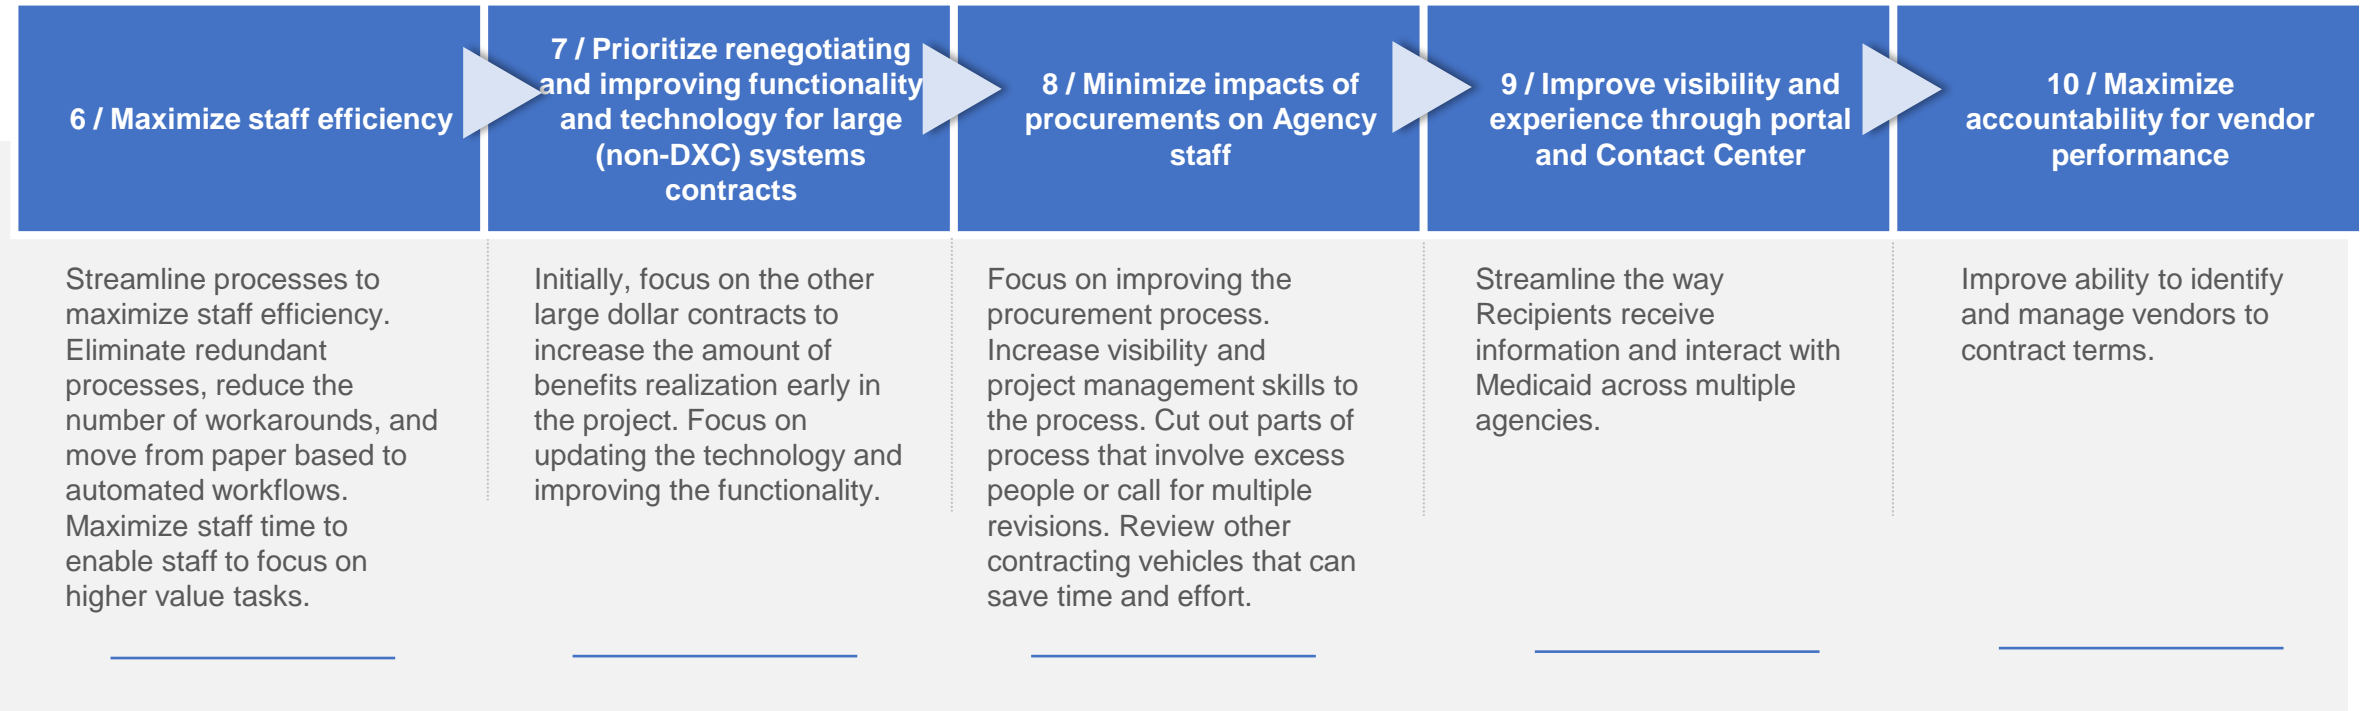 6 / Maximize staff efficiency
7 / Prioritize renegotiating
and improving functionality
and technology for large
(non-DXC) systems
contracts
8 / Minimize impacts of
procurements on Agency
staff
9 / Improve visibility and
experience through portal
and Contact Center
10 / Maximize
accountability for vendor
performance
Streamline processes to
maximize staff efficiency.
Eliminate redundant
processes, reduce the
number of workarounds, and
move from paper based to
automated workflows.
Maximize staff time to
enable staff to focus on
higher value tasks.
Initially, focus on the other
large dollar contracts to
increase the amount of
benefits realization early in
the project. Focus on
updating the technology and
improving the functionality.
Focus on improving the
procurement process.
Increase visibility and
project management skills to
the process. Cut out parts of
process that involve excess
people or call for multiple
revisions. Review other
contracting vehicles that can
save time and effort.
Streamline the way
Recipients receive
information and interact with
Medicaid across multiple
agencies.
Improve ability to identify
and manage vendors to
contract terms.